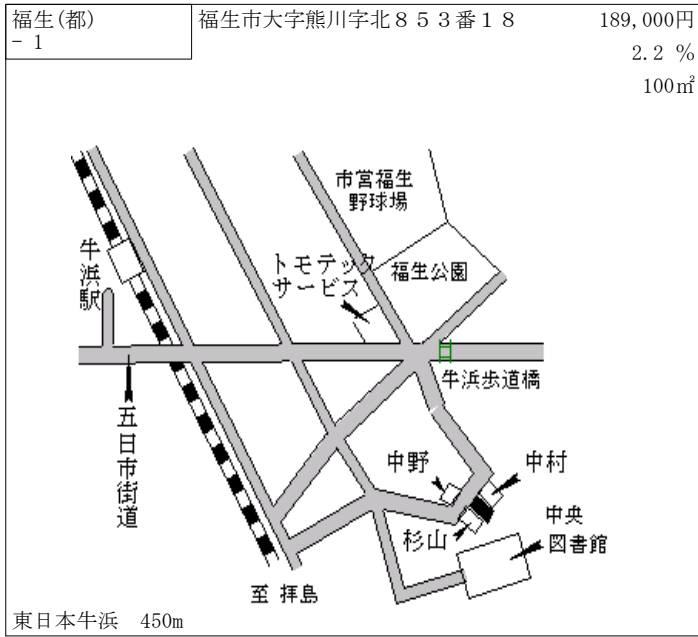 福生(都)
- 1
福生市大字熊川字北８５３番１８
189,000円
2.2 %
100㎡
市営福生
野球場
トモテック
サービス
福生公園
牛浜駅
牛浜歩道橋
五日市街道
中野
中村
杉山
中央
図書館
至 拝島
東日本牛浜 450m